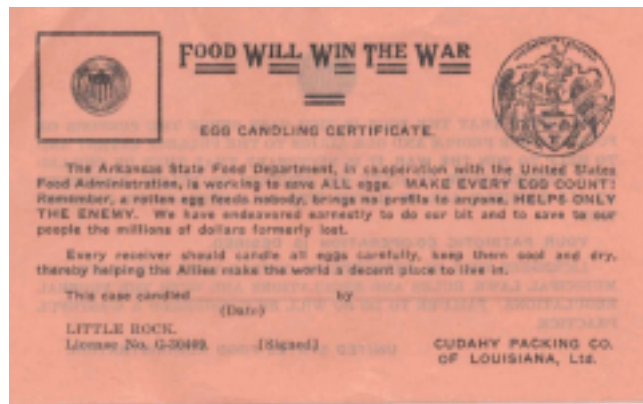 FOOD WILL WIN THE WAR
EGG CANDLING CERTIFICATE.
The Arkansas State Food Department, in cooperation with the United States
Food Administration, is working to save ALL eggs. MAKE EVERY EGG COUNT!
Remember, a rotten egg feeds nobody, brings no profits to anyone, HELPS ONLY
THE ENEMY. We have endeavored earnestly to do our bit and to save to our
people the millions of dollars formerly lost.
Every receiver should candle all eggs carefully, keep them cool and dry,
thereby helping the Allies make the world a decent place to live in.
This case candled by
(Date)
LITTLE ROCK.
License No. [Signed]
CUDAHY PACKING CO.
OF LOUISIANA, Ltd.